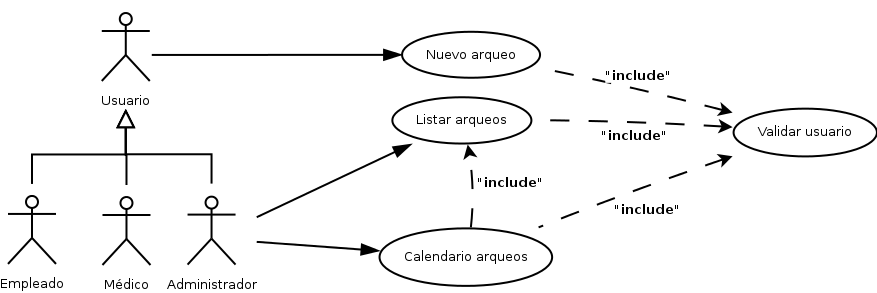 Nuevo arqueo
"include"
Usuario
Listar arqueos
"include"
Validar usuario
"include"
"include"
Calendario arqueos
Empleado
Médico
Administrador